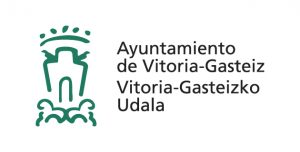 Ayuntamiento
de Vitoria-Gasteiz
Vitoria-Gasteizko
Udala